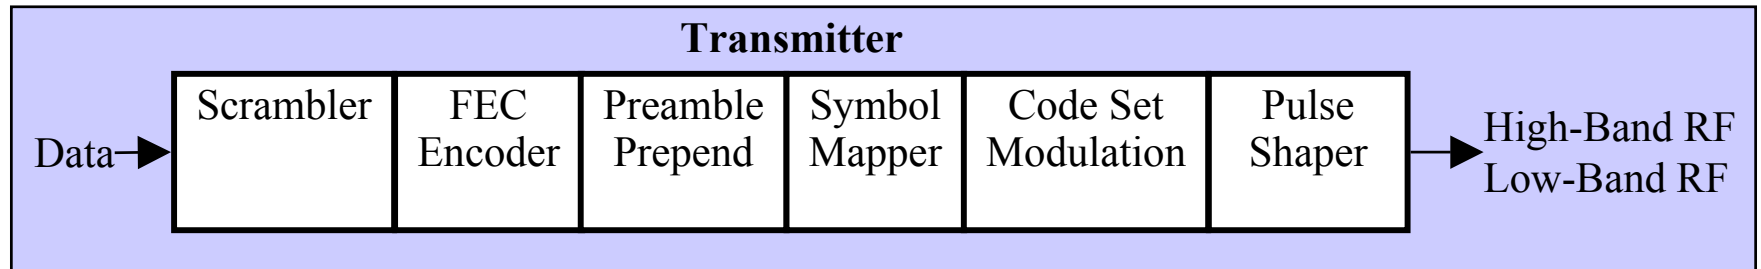 Transmitter
Data
Scrambler
FEC
Encoder
Preamble
Prepend
Symbol
Mapper
Code Set
Modulation
Pulse
Shaper
High-Band RF
Low-Band RF